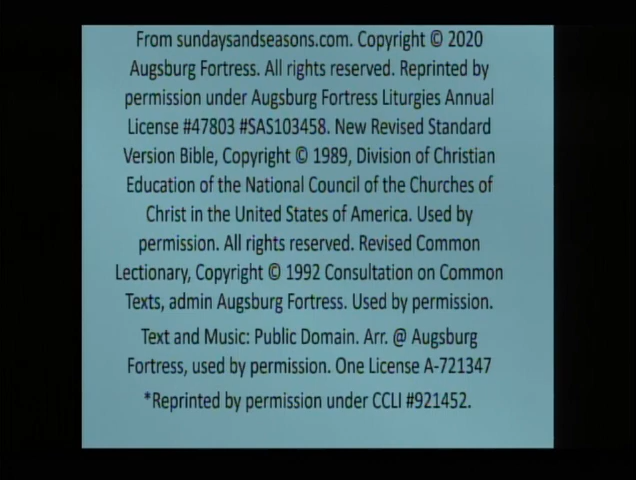 From sundaysandseasons.com. Copyright © 2020
Augsburg Fortress. All rights reserved. Reprinted by
permission under Augsburg Fortress Liturgies Annual
License #47803 #SAS103458. New Revised Standard
Version Bible, Copyright © 1989, Division of Christian
Education of the National Council of the Churches of
Christ in the United States of America. Used by
permission. All rights reserved. Revised Common
Lectionary, Copyright © 1992 Consultation on Common
Texts, admin Augsburg Fortress. Used by permission.
Text and Music: Public Domain. Arr. @ Augsburg
Fortress, used by permission. One License A-721347
*Reprinted by permission under CCLI #921452.